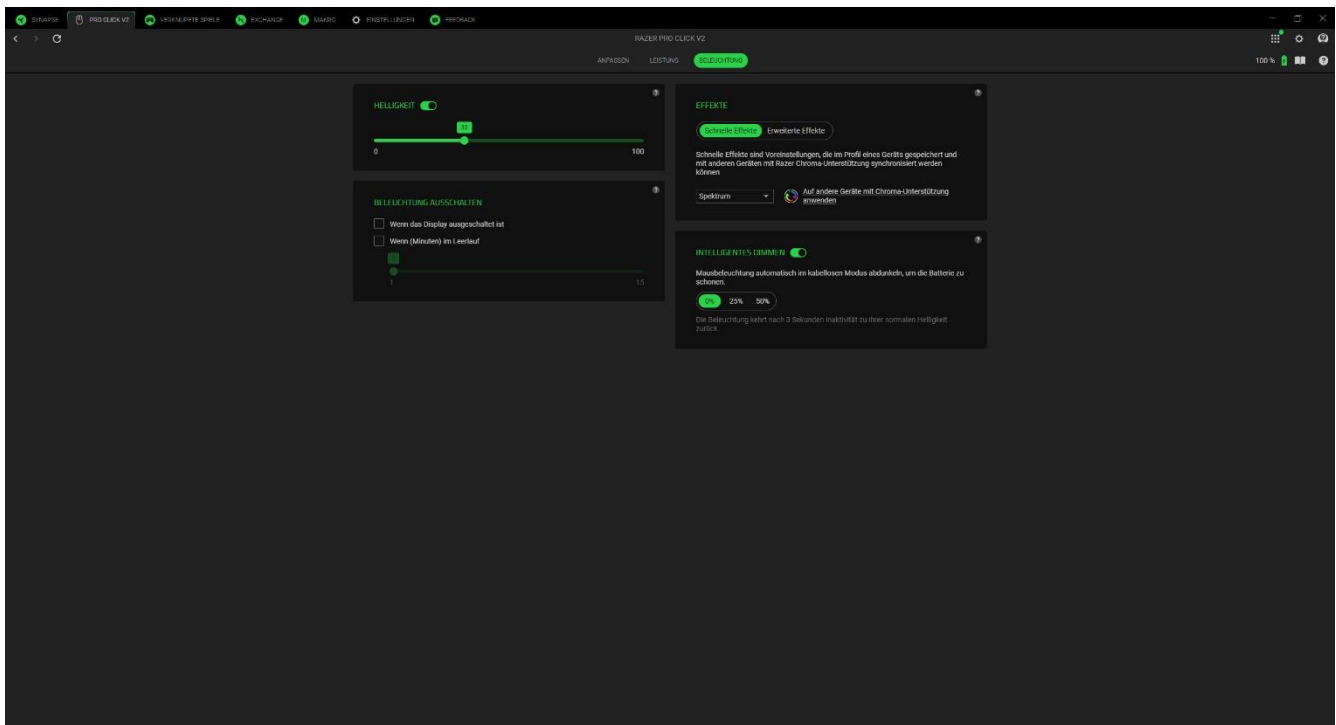 SYNAPSE PRO CLICK V2 VERKNÜPFTE SPIELE EXCHANGE MAKRO EINSTELLUNGEN FEEDBACK
RAZER PRO CLICK V2
ANPASSEN LEISTUNG BELEUCHTUNG
100 %
HELLIGKEIT
33
0 100
BELEUCHTUNG AUSSCHALTEN
Wenn das Display ausgeschaltet ist
Wenn (Minuten) im Leerlauf
1 15
EFFEKTE
Schnelle Effekte Erweiterte Effekte
Schnelle Effekte sind Voreinstellungen, die im Profil eines Geräts gespeichert und
mit anderen Geräten mit Razer Chroma-Unterstützung synchronisiert werden
können
Spektrum
Auf andere Geräte mit Chroma-Unterstützung
anwenden
INTELLIGENTES DIMMEN
Mausbeleuchtung automatisch im kabellosen Modus abdunkeln, um die Batterie zu
schonen.
0% 25% 50%
Die Beleuchtung kehrt nach 3 Sekunden Inaktivität zu ihrer normalen Helligkeit
zurück.